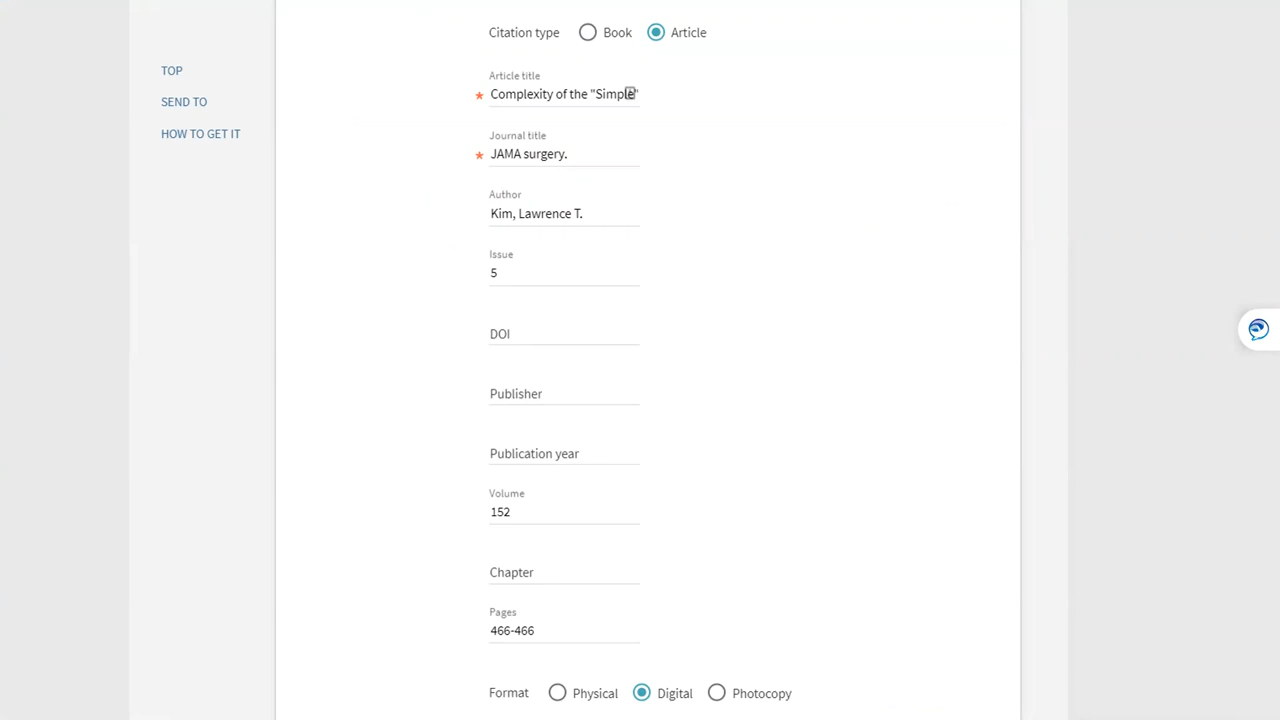 Citation type Book Article
TOP
Article title
* Complexity of the "Simple"
SEND TO
HOW TO GET IT
Journal title
* JAMA surgery.
Author
Kim, Lawrence T.
Issue
5
DOI
Publisher
Publication year
Volume
152
Chapter
Pages
466-466
Format Physical Digital Photocopy